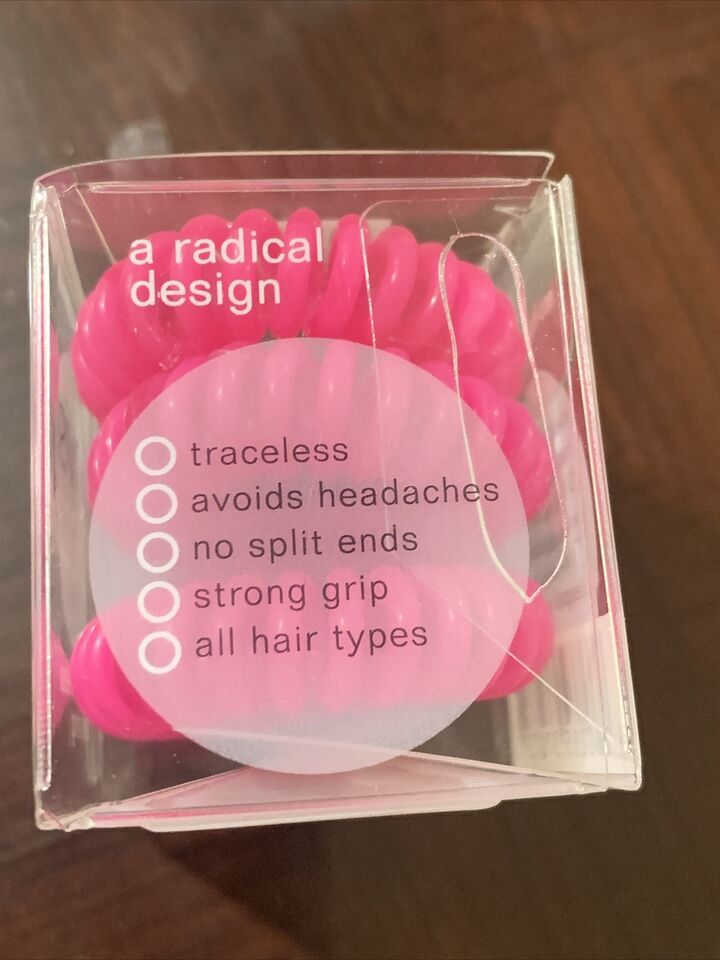 a radical
design
traceless
avoids headaches
no split ends
strong grip
all hair types